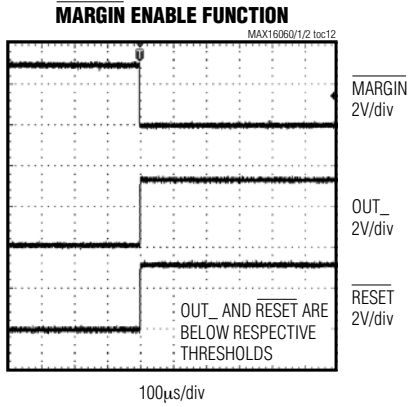 MARGIN ENABLE FUNCTION
MAX16060/1/2 toc12
T
MARGIN
2V/div
OUT_
2V/div
RESET
2V/div
OUT_ AND RESET ARE
BELOW RESPECTIVE
THRESHOLDS
100μs/div